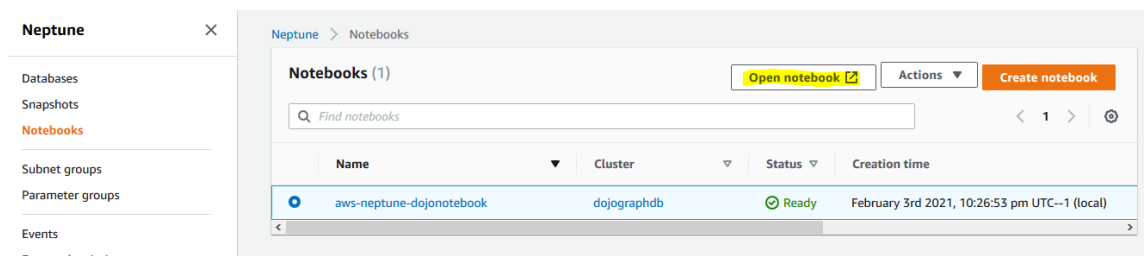 Neptune
Databases
Snapshots
Notebooks
Subnet groups
Parameter groups
Events
Neptune > Notebooks
Notebooks (1)
Open notebook
Actions
Create notebook
Find notebooks
1
Name Cluster Status Creation time
aws-neptune-dojonotebook dojographdb Ready February 3rd 2021, 10:26:53 pm UTC--1 (local)